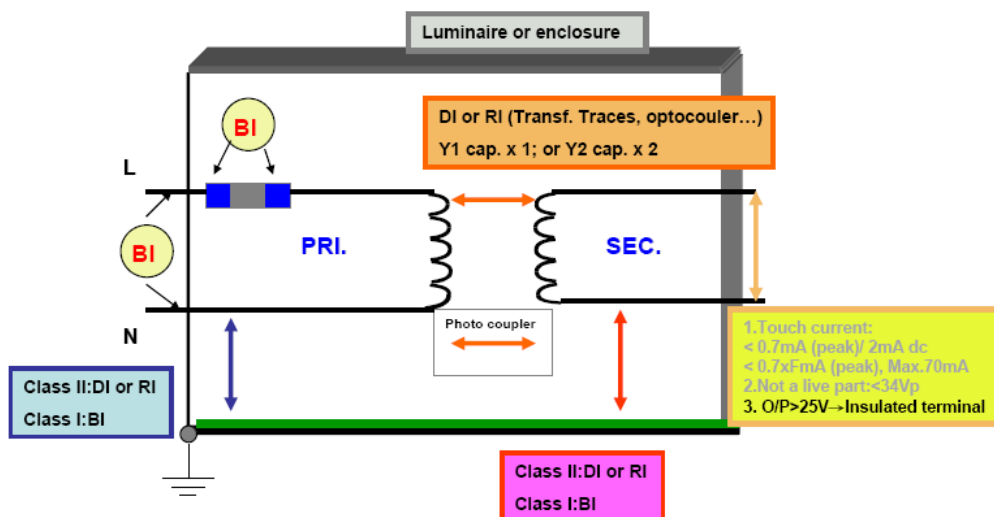 Luminaire or enclosure
BI
DI or RI (Transf. Traces, optocouler...)
Y1 cap. x 1; or Y2 cap. x 2
L
BI
PRI.
SEC.
N
Photo coupler
1.Touch current:
< 0.7mA (peak)/ 2mA dc
< 0.7xFmA (peak), Max.70mA
2.Not a live part:<34Vp
3. O/P>25V→Insulated terminal
Class II:DI or RI
Class I:BI
Class II:DI or RI
Class I:BI